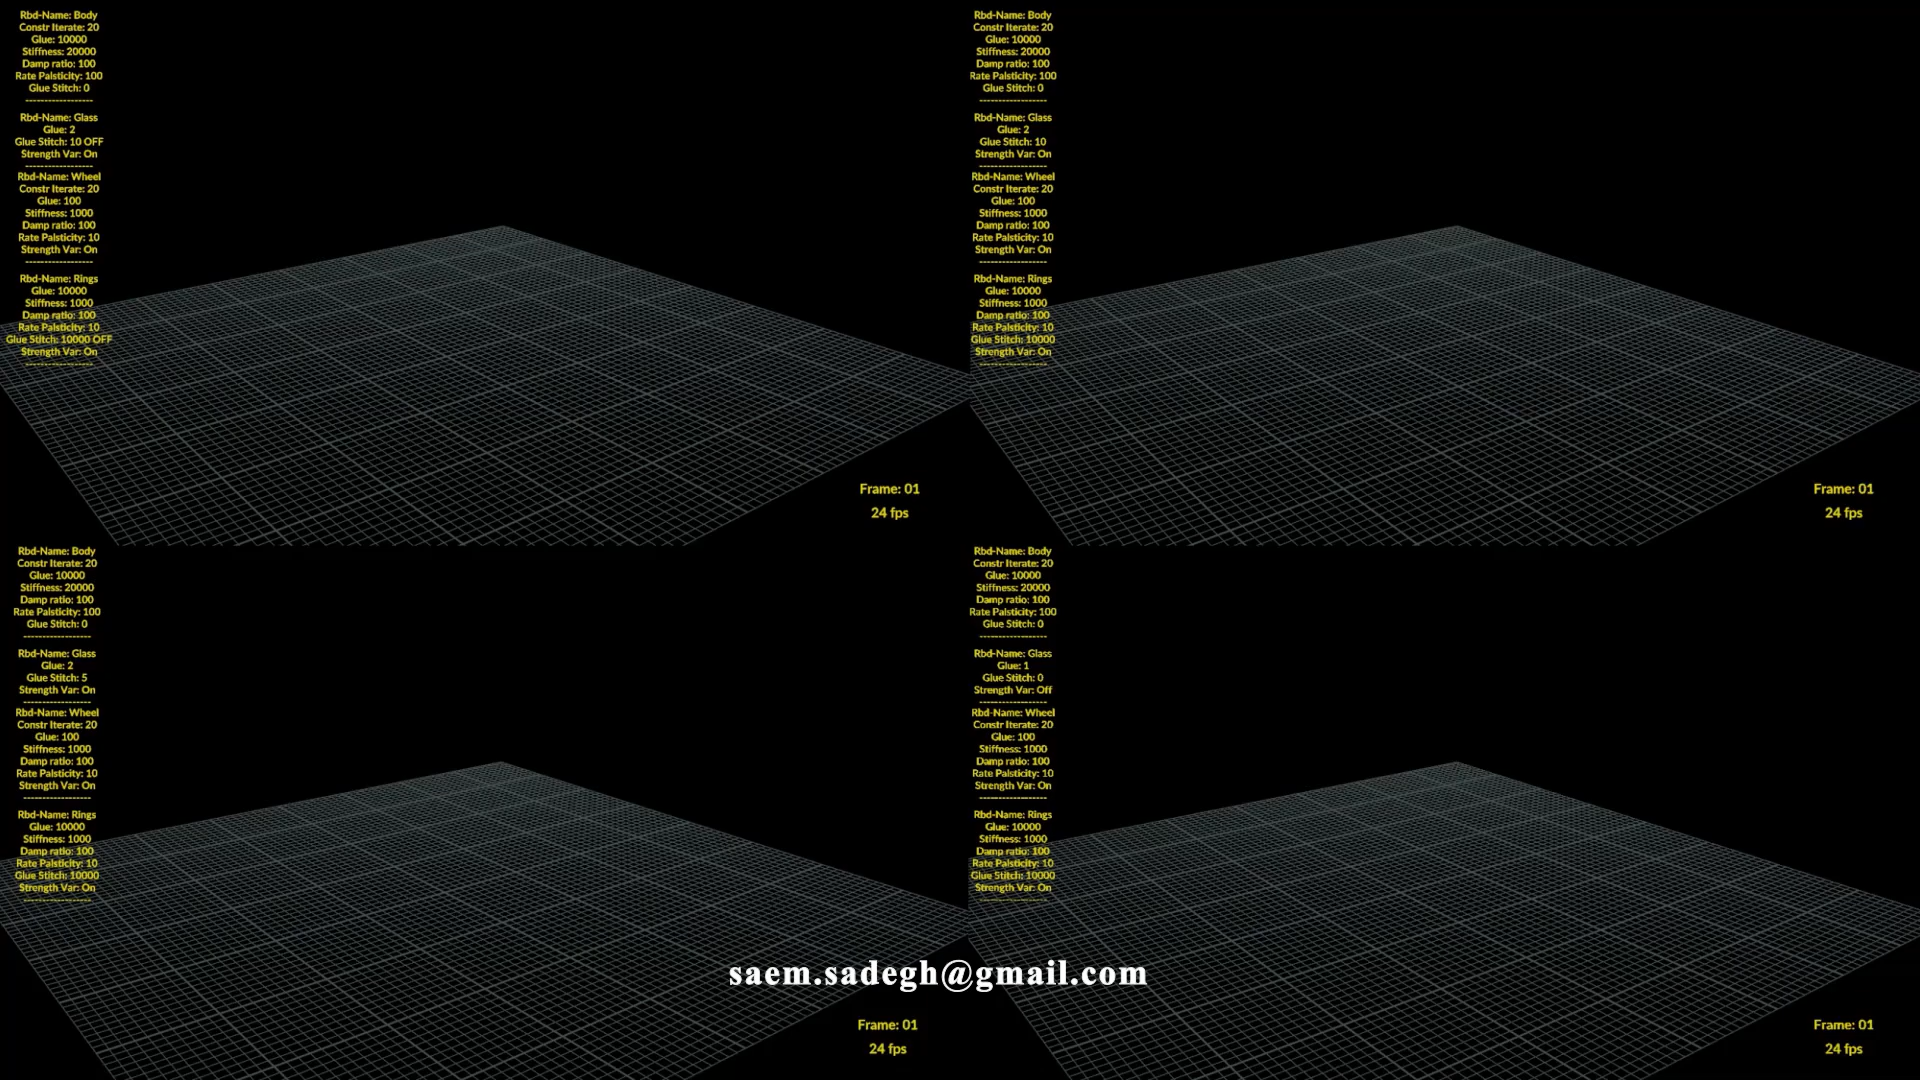 Rbd-Name: Body
Constr Iterate: 20
Glue: 10000
Stiffness: 20000
Damp ratio: 100
Rate Palsticity: 100
Glue Stitch: 0
------------------
Rbd-Name: Glass
Glue: 2
Glue Stitch: 10 OFF
Strength Var: On
------------------
Rbd-Name: Wheel
Constr Iterate: 20
Glue: 100
Stiffness: 1000
Damp ratio: 100
Rate Palsticity: 10
Strength Var: On
------------------
Rbd-Name: Rings
Glue: 10000
Stiffness: 1000
Damp ratio: 100
Rate Palsticity: 10
Glue Stitch: 10000 OFF
Strength Var: On
------------------
Frame: 01
24 fps
Rbd-Name: Body
Constr Iterate: 20
Glue: 10000
Stiffness: 20000
Damp ratio: 100
Rate Palsticity: 100
Glue Stitch: 0
------------------
Rbd-Name: Glass
Glue: 2
Glue Stitch: 10
Strength Var: On
------------------
Rbd-Name: Wheel
Constr Iterate: 20
Glue: 100
Stiffness: 1000
Damp ratio: 100
Rate Palsticity: 10
Strength Var: On
------------------
Rbd-Name: Rings
Glue: 10000
Stiffness: 1000
Damp ratio: 100
Rate Palsticity: 10
Glue Stitch: 10000
Strength Var: On
------------------
Frame: 01
24 fps
Rbd-Name: Body
Constr Iterate: 20
Glue: 10000
Stiffness: 20000
Damp ratio: 100
Rate Palsticity: 100
Glue Stitch: 0
------------------
Rbd-Name: Glass
Glue: 2
Glue Stitch: 5
Strength Var: On
------------------
Rbd-Name: Wheel
Constr Iterate: 20
Glue: 100
Stiffness: 1000
Damp ratio: 100
Rate Palsticity: 10
Strength Var: On
------------------
Rbd-Name: Rings
Glue: 10000
Stiffness: 1000
Damp ratio: 100
Rate Palsticity: 10
Glue Stitch: 10000
Strength Var: On
------------------
Frame: 01
24 fps
Rbd-Name: Body
Constr Iterate: 20
Glue: 10000
Stiffness: 20000
Damp ratio: 100
Rate Palsticity: 100
Glue Stitch: 0
------------------
Rbd-Name: Glass
Glue: 1
Glue Stitch: 0
Strength Var: Off
------------------
Rbd-Name: Wheel
Constr Iterate: 20
Glue: 100
Stiffness: 1000
Damp ratio: 100
Rate Palsticity: 10
Strength Var: On
------------------
Rbd-Name: Rings
Glue: 10000
Stiffness: 1000
Damp ratio: 100
Rate Palsticity: 10
Glue Stitch: 10000
Strength Var: On
------------------
Frame: 01
24 fps
saem.sadegh@gmail.com